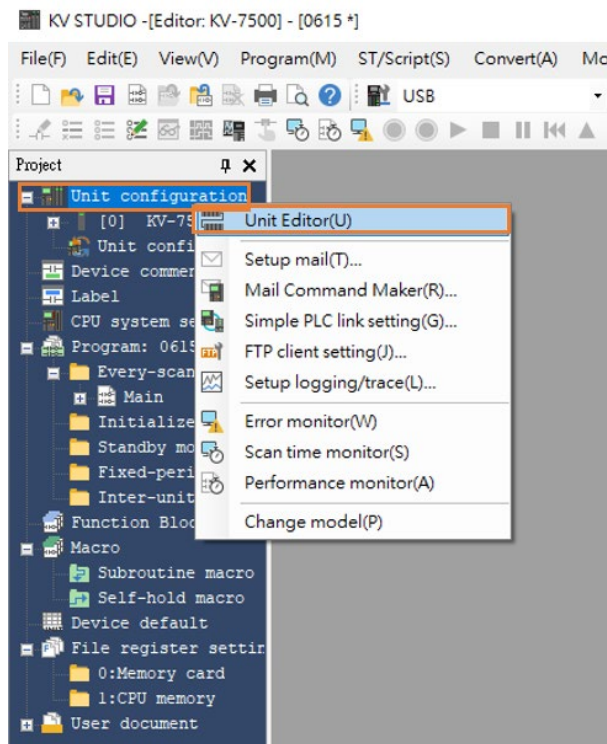 KV STUDIO -[Editor: KV-7500] - [0615 *]
File(F) Edit(E) View(V) Program(M) ST/Script(S) Convert(A) Mo
USB
Project
Unit configuration
[0] KV-75
Unit Editor(U)
Unit confi
Setup mail(T)...
Device commen
Mail Command Maker(R)...
Label
Simple PLC link setting(G)...
CPU system se
FTP client setting(J)...
Program: 0615
Setup logging/trace(L)...
Every-scan
Main
Error monitor(W)
Initialize
Scan time monitor(S)
Standby mo
Performance monitor(A)
Fixed-peri
Inter-unit
Change model(P)
Function Bloc
Macro
Subroutine macro
Self-hold macro
Device default
File register settin
0:Memory card
1:CPU memory
User document